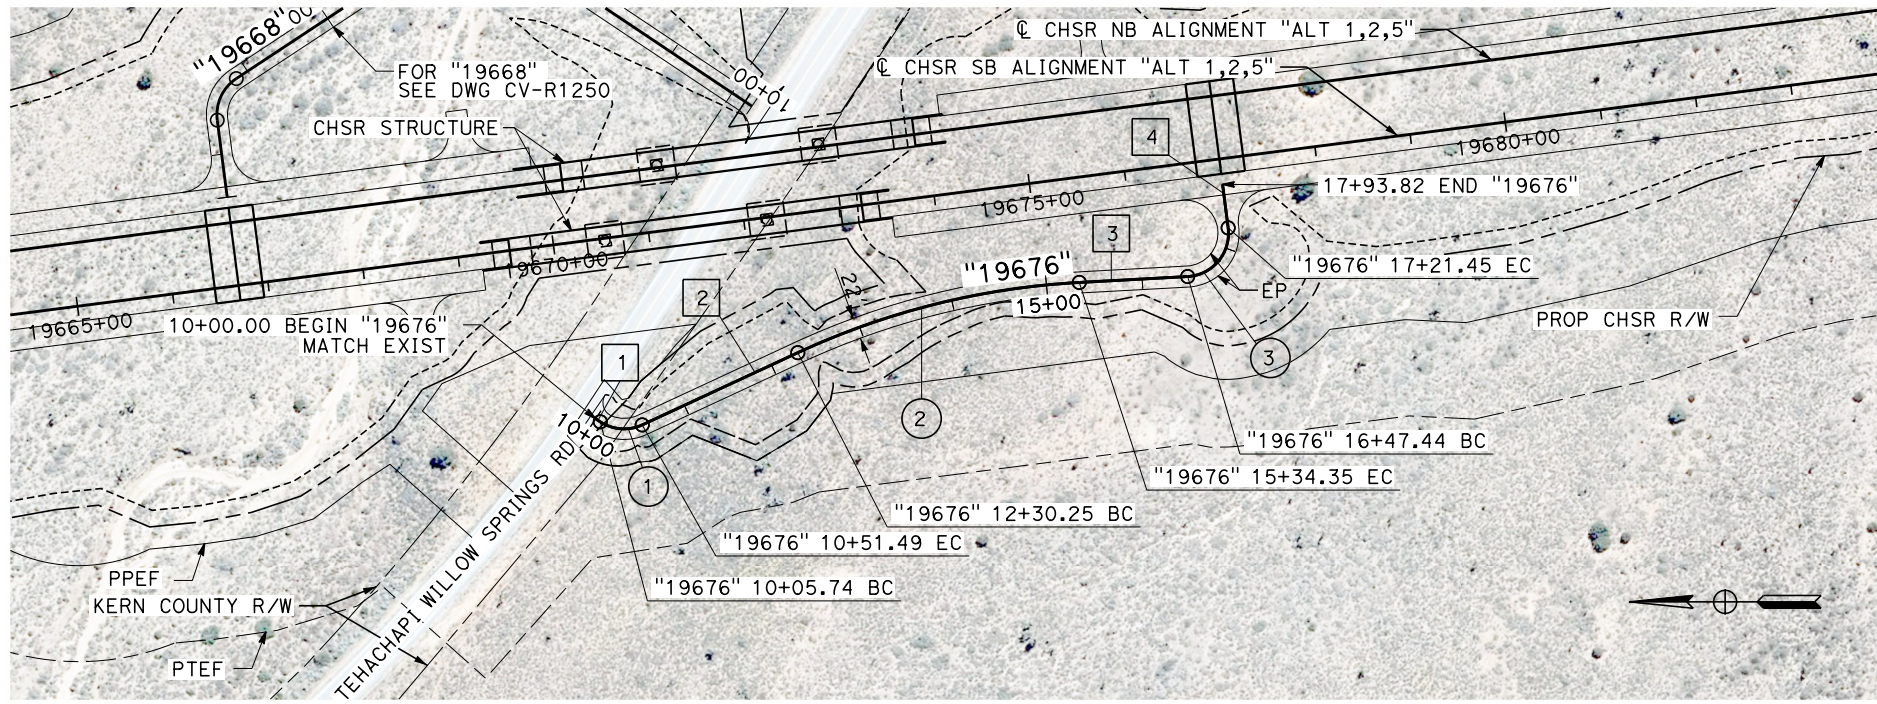 "19668"
00
FOR "19668"
SEE DWG CV-R1250
CHSR STRUCTURE
10+00
℄ CHSR NB ALIGNMENT "ALT 1,2,5"
℄ CHSR SB ALIGNMENT "ALT 1,2,5"
4
19680+00
17+93.82 END "19676"
19675+00
3
"19676"
"19676" 17+21.45 EC
EP
19670+00
22'
2
15+00
19665+00
10+00.00 BEGIN "19676"
MATCH EXIST
PROP CHSR R/W
1
3
2
10+00
1
"19676" 16+47.44 BC
"19676" 15+34.35 EC
"19676" 12+30.25 BC
"19676" 10+51.49 EC
"19676" 10+05.74 BC
TEHACHAPI WILLOW SPRINGS RD
PPEF
KERN COUNTY R/W
PTEF